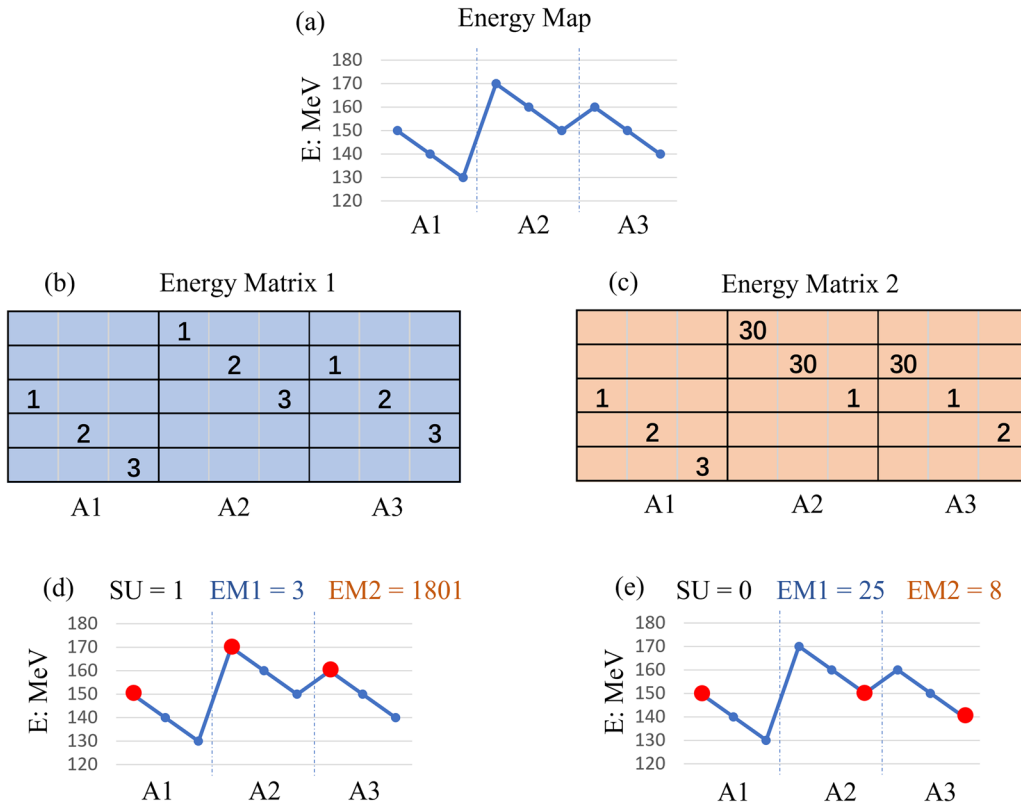 (a) Energy Map
180
170
160
150
140
130
120
E: MeV
A1 A2 A3
(b) Energy Matrix 1
1
2 1
1 3 2
2 3
3
A1 A2 A3
(c) Energy Matrix 2
30
30 30
1 1 1
2 2
3
A1 A2 A3
(d) SU = 1 EM1 = 3 EM2 = 1801
180
170
160
150
140
130
120
E: MeV
A1 A2 A3
(e) SU = 0 EM1 = 25 EM2 = 8
180
170
160
150
140
130
120
E: MeV
A1 A2 A3